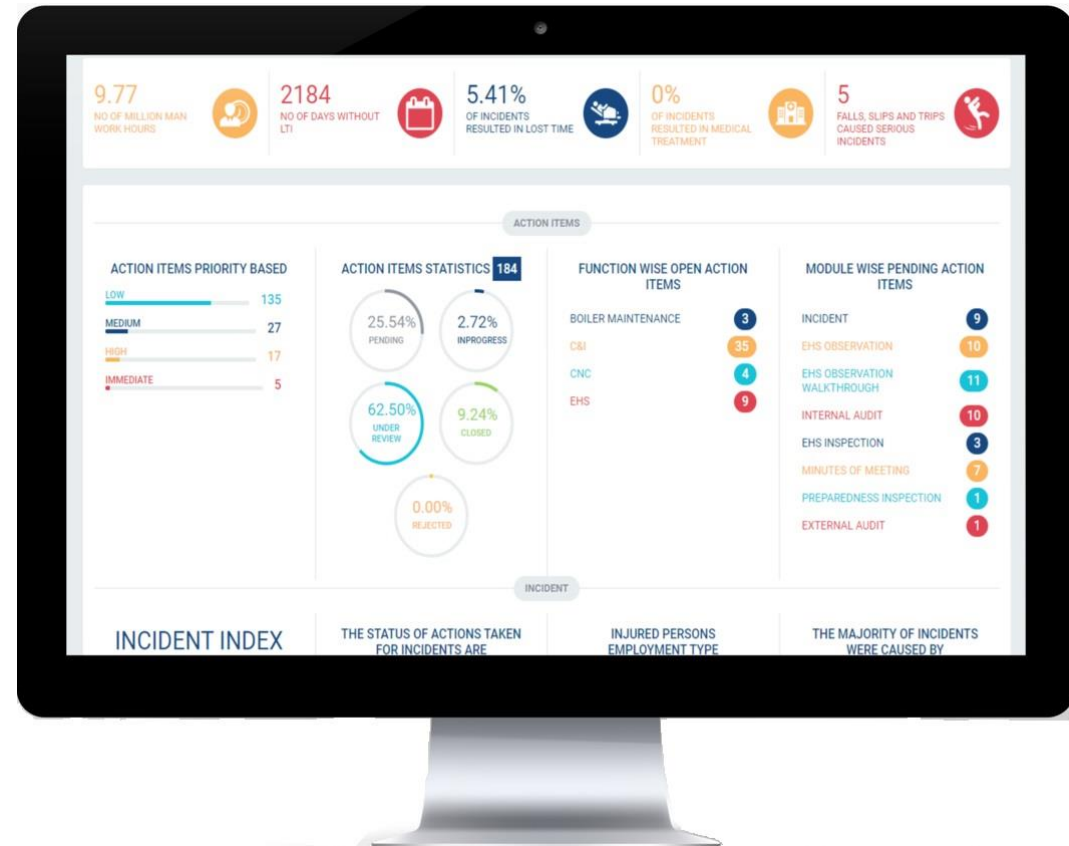 9.77
NO OF MILLION MAN
WORK HOURS
2184
NO OF DAYS WITHOUT
LTI
5.41%
OF INCIDENTS
RESULTED IN LOST TIME
0%
OF INCIDENTS
RESULTED IN MEDICAL
TREATMENT
5
FALLS, SLIPS AND TRIPS
CAUSED SERIOUS
INCIDENTS
ACTION ITEMS
ACTION ITEMS PRIORITY BASED
LOW 135
MEDIUM 27
HIGH 17
IMMEDIATE 5
ACTION ITEMS STATISTICS 184
25.54%
PENDING
2.72%
INPROGRESS
62.50%
UNDER
REVIEW
9.24%
CLOSED
0.00%
REJECTED
FUNCTION WISE OPEN ACTION
ITEMS
BOILER MAINTENANCE 3
C&I 35
CNC 4
EHS 9
MODULE WISE PENDING ACTION
ITEMS
INCIDENT 9
EHS OBSERVATION 10
EHS OBSERVATION
WALKTHROUGH 11
INTERNAL AUDIT 10
EHS INSPECTION 3
MINUTES OF MEETING 7
PREPAREDNESS INSPECTION 1
EXTERNAL AUDIT 1
INCIDENT
INCIDENT INDEX
THE STATUS OF ACTIONS TAKEN
FOR INCIDENTS ARE
INJURED PERSONS
EMPLOYMENT TYPE
THE MAJORITY OF INCIDENTS
WERE CAUSED BY